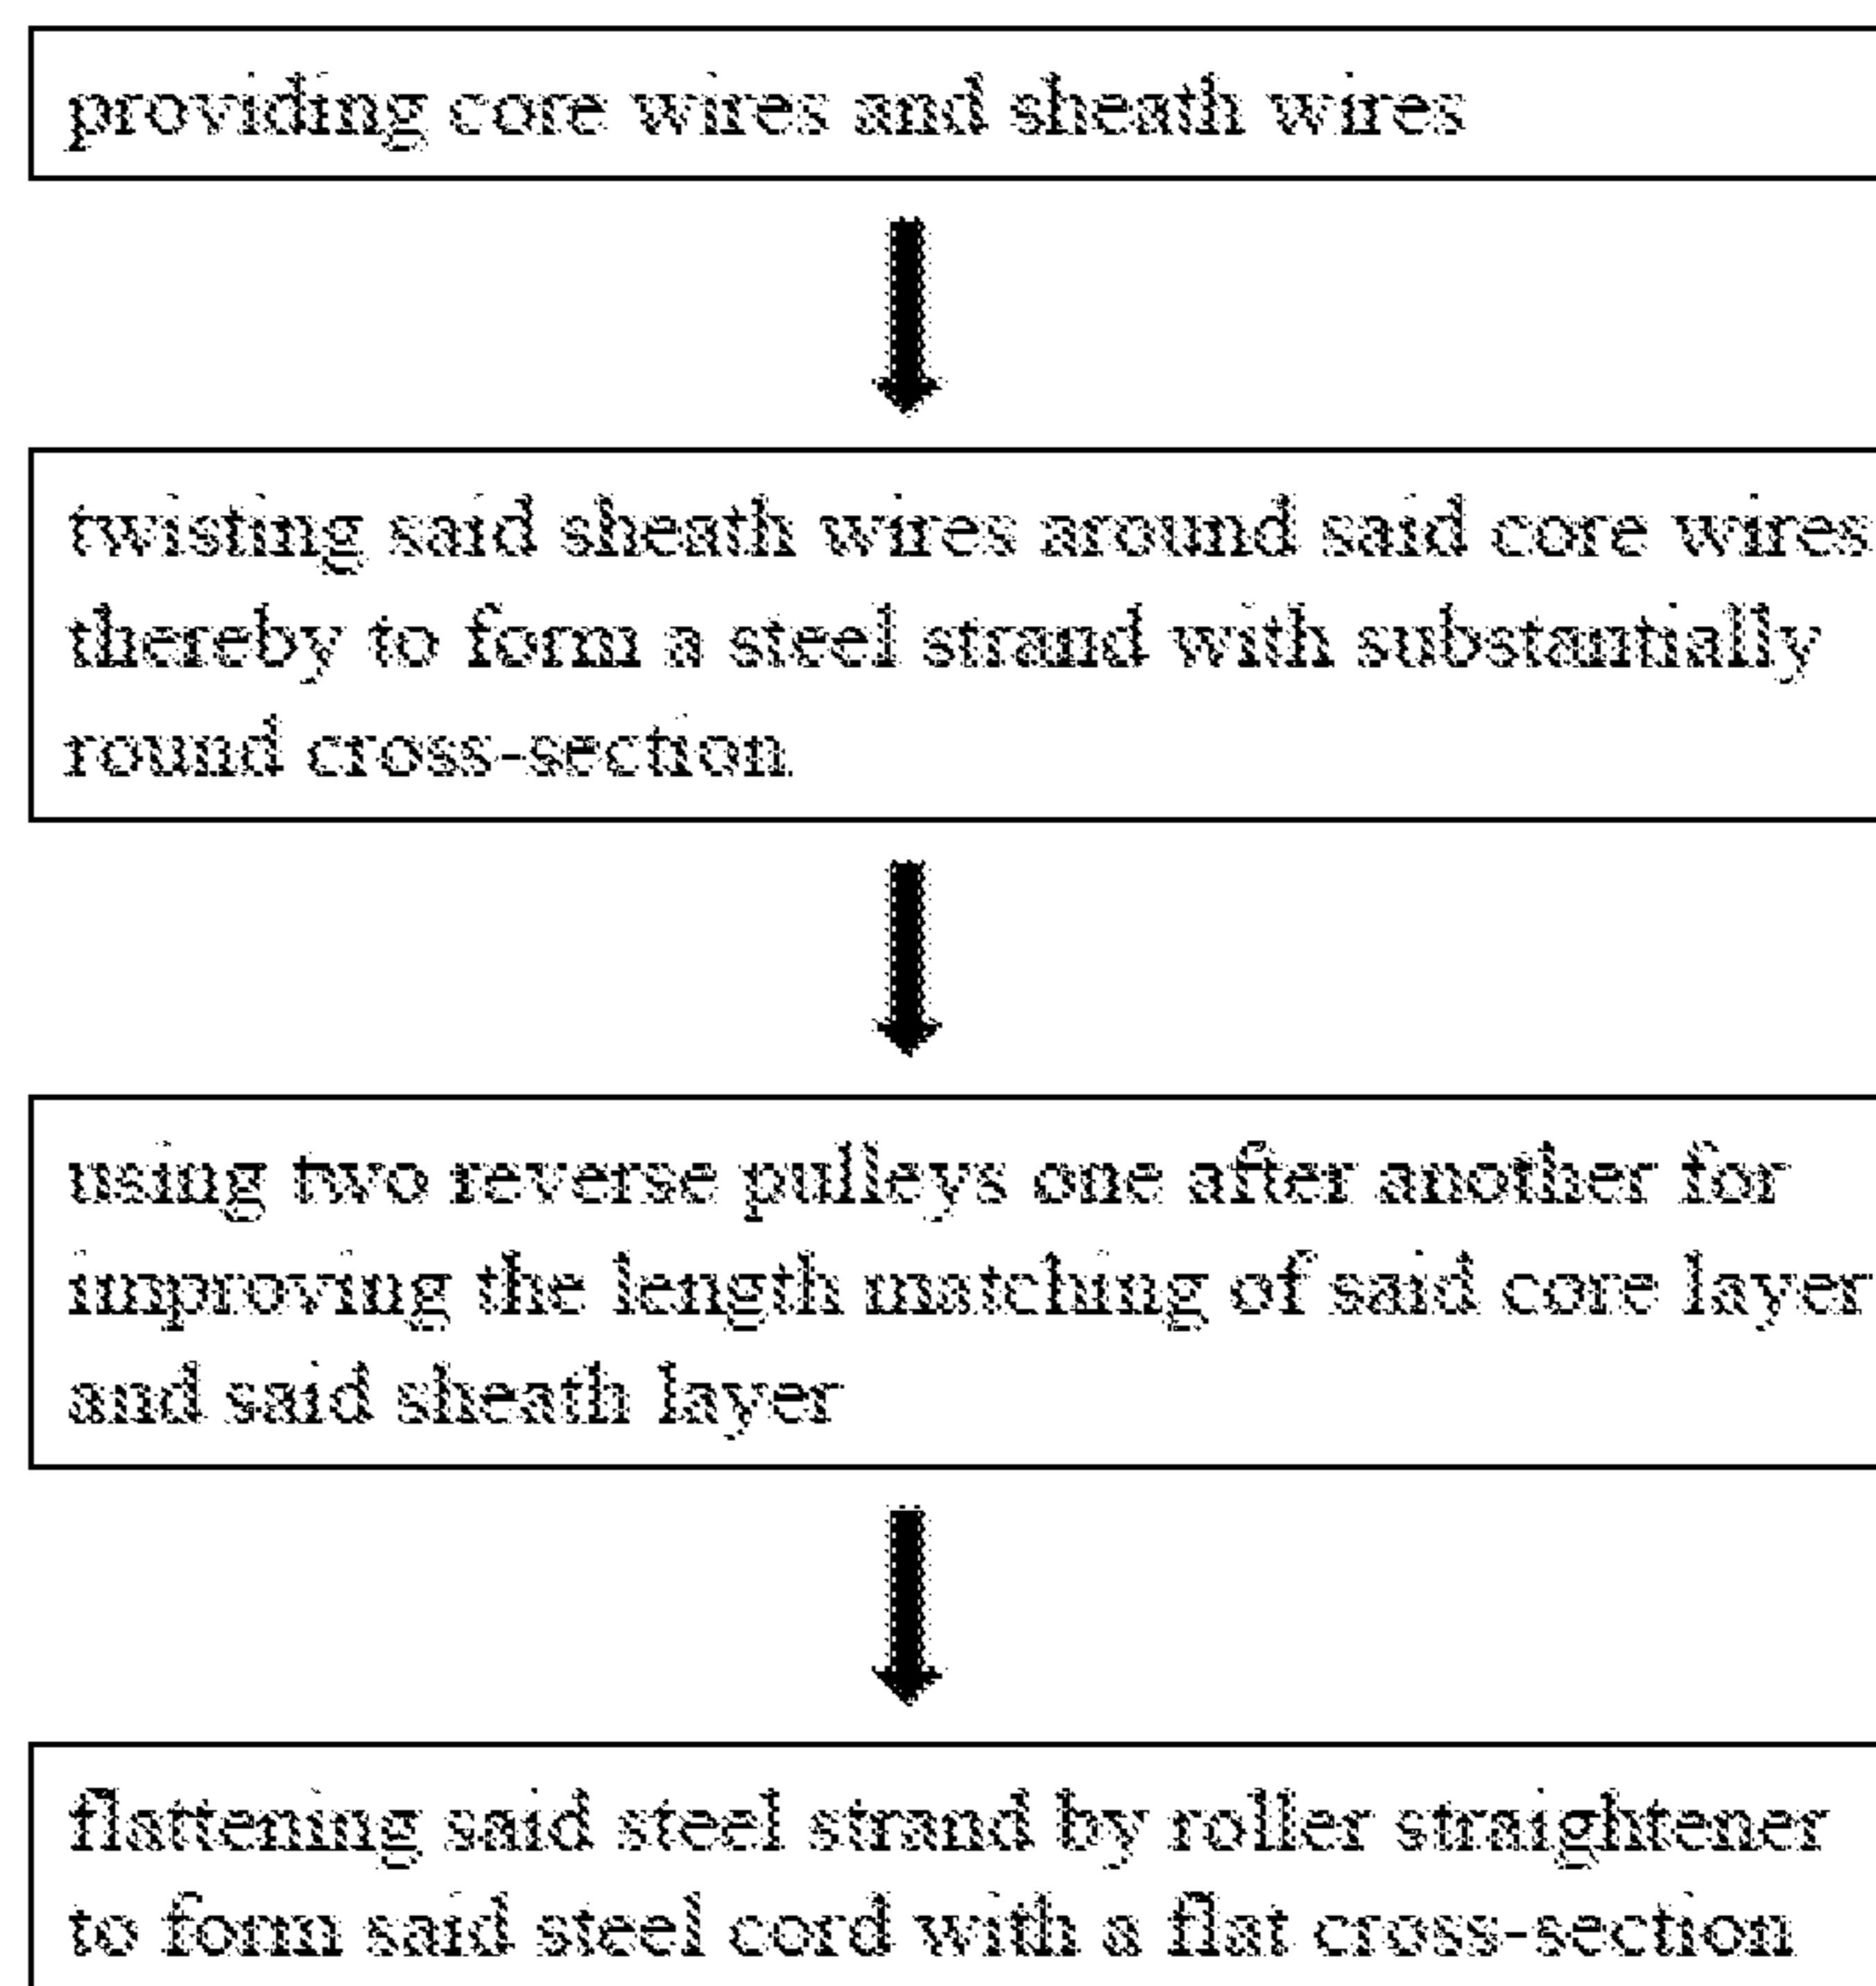 providing core wires and sheath wires
twisting said sheath wires around said core wires
thereby to form a steel strand with substantially
round cross-section
using two reverse pulleys one after another for
improving the length matching of said core layer
and said sheath layer
flattening said steel strand by roller straightener
to form said steel cord with a flat cross-section